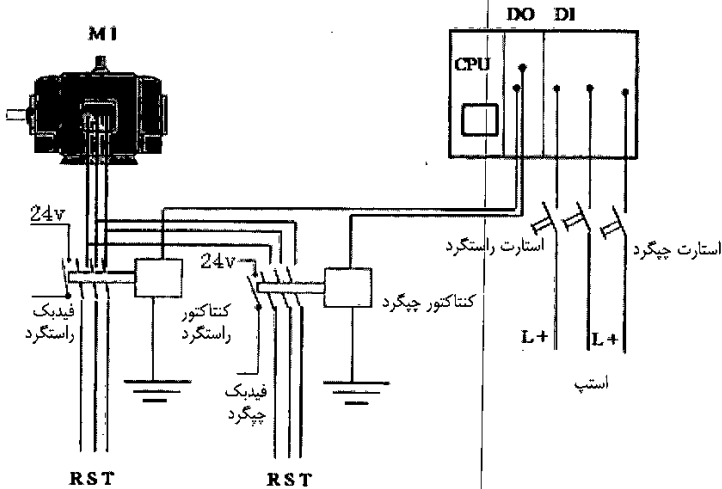 M1
DO
DI
CPU
24v
24v
استارت راستگرد
استارت چپگرد
فیدبک
راستگرد
کنتاکتور
راستگرد
کنتاکتور چپگرد
فیدبک
چپگرد
L+
L+
استپ
RST
RST